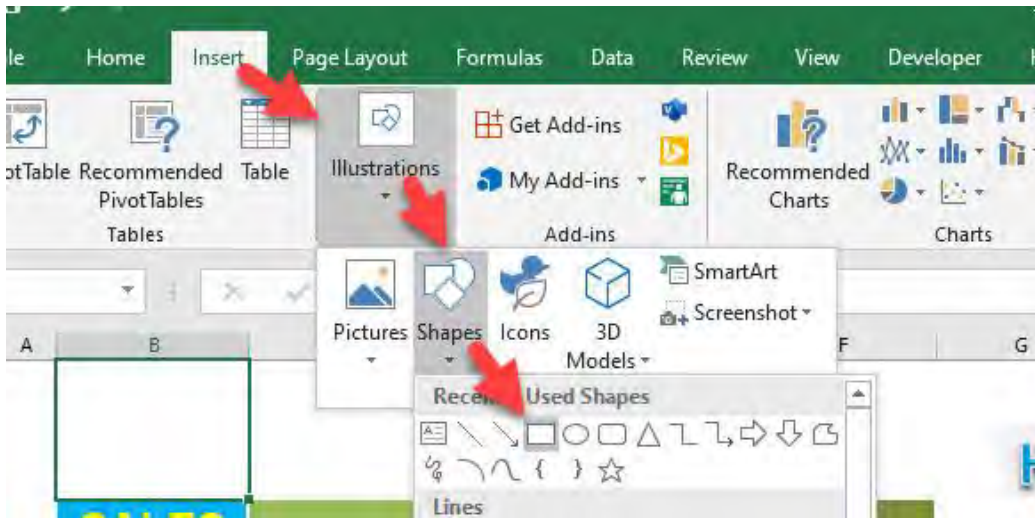 le Home Insert Page Layout Formulas Data Review View Developer
otTable Recommended PivotTables Table
Tables
Illustrations
Get Add-ins
My Add-ins
Add-ins
Recommended Charts
Charts
Pictures Shapes Icons 3D Models
SmartArt
Screenshot
A B F G
Used Shapes
Lines